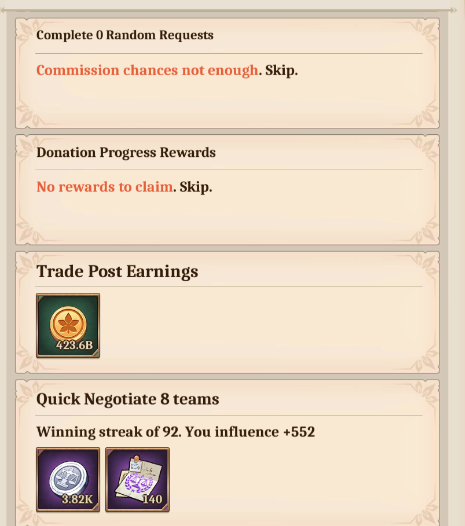 Complete 0 Random Requests
Commission chances not enough. Skip.
Donation Progress Rewards
No rewards to claim. Skip.
Trade Post Earnings
423.6B
Quick Negotiate 8 teams
Winning streak of 92. You influence +552
3.82K
140